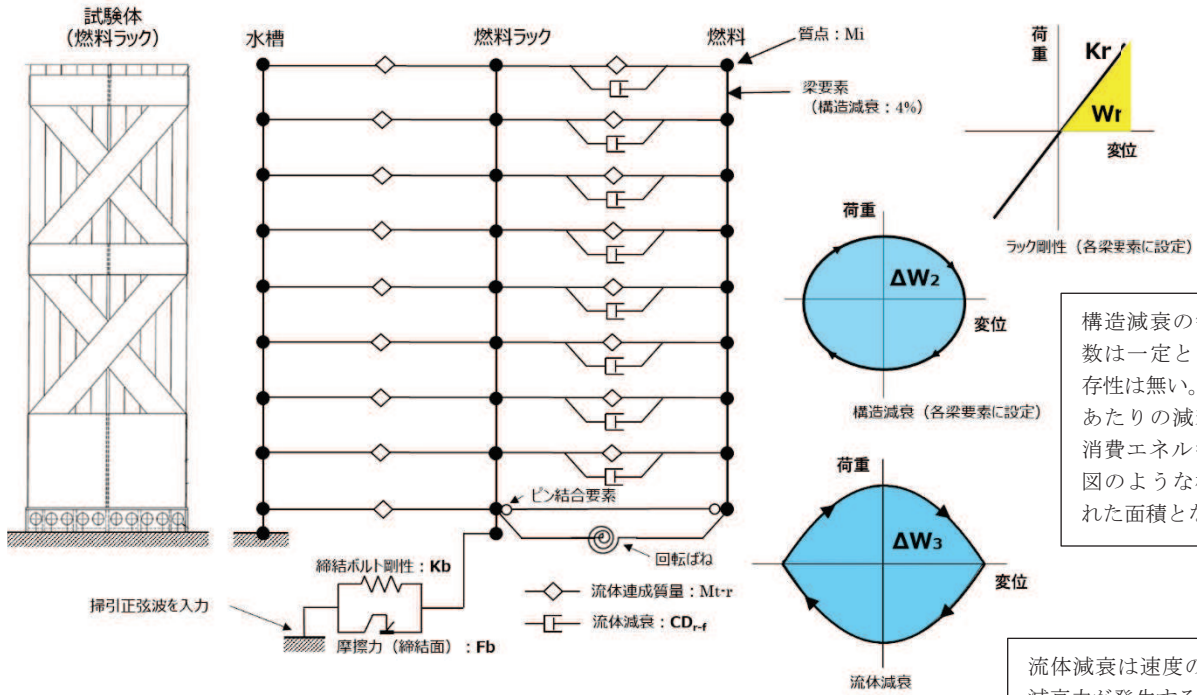 試験体
(燃料ラック)
水槽
燃料ラック
燃料
質点：Mi
梁要素
（構造減衰：4%）
荷重
Kr
Wr
変位
ラック剛性（各梁要素に設定）
荷重
ΔW₂
変位
構造減衰（各梁要素に設定）
構造減衰の
数は一定と
存性は無い。
あたりの減
消費エネル
図のような
れた面積とな
荷重
ΔW₃
変位
流体減衰
流体減衰は速度の
ピン結合要素
回転ばね
締結ボルト剛性：Kb
掃引正弦波を入力
摩擦力（締結面）：Fb
流体連成質量：Mt-r
流体減衰：CDr-f